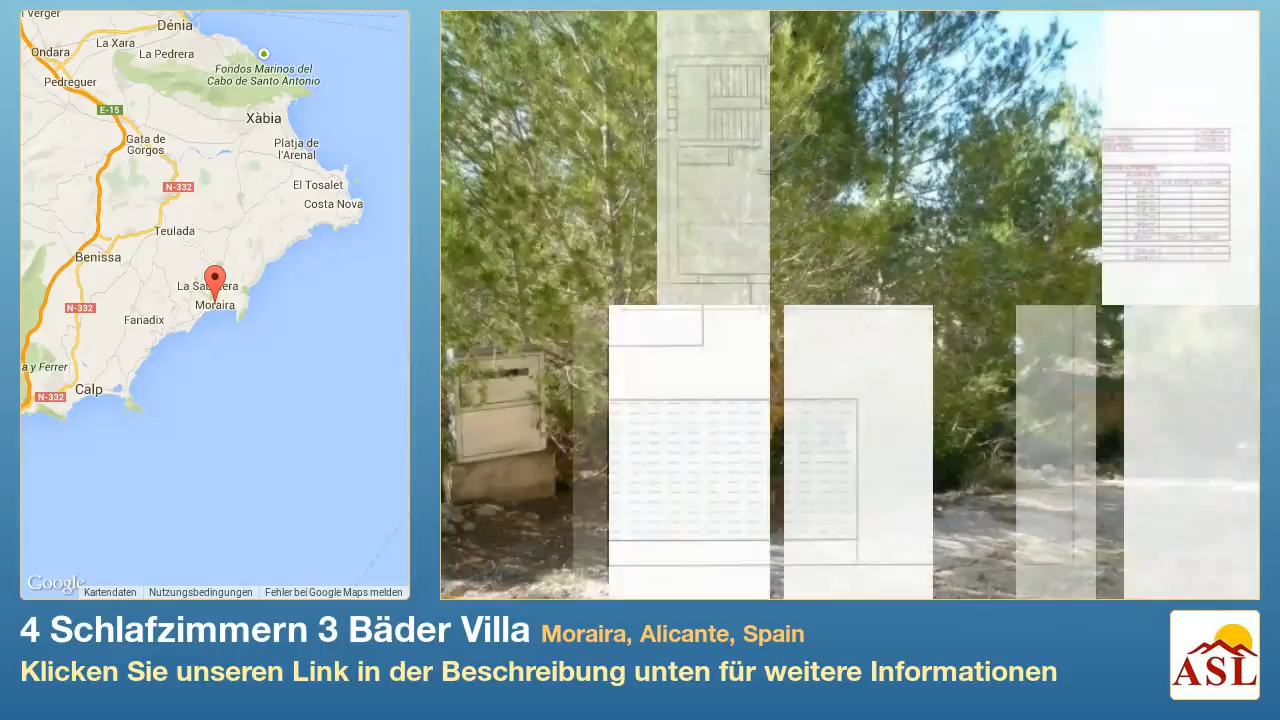 Verger
Dénia
La Xara
Ondara
La Pedrera
Fondos Marinos del
Cabo de Santo Antonio
Pedreguer
E-15
Xàbia
Gata de
Gorgos
Platja de
l'Arenal
N-332
El Tosalet
Costa Nova
Teulada
Benissa
Moraira
N-332
Fanadix
a y Ferrer
Calp
N-332
Google
Kartendaten
Nutzungsbedingungen
Fehler bei Google Maps melden
4 Schlafzimmern 3 Bäder Villa Moraira, Alicante, Spain
Klicken Sie unseren Link in der Beschreibung unten für weitere Informationen
ASL